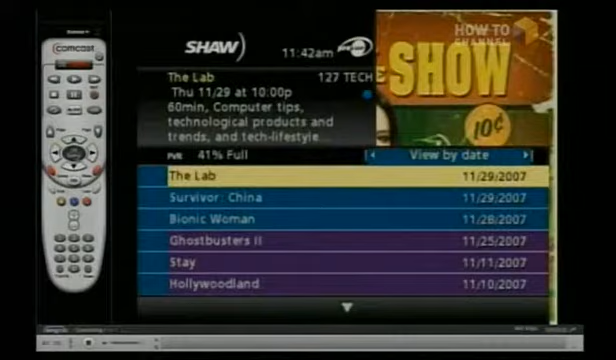 comcast
SHAW)
11:42am
HOW TO
CHANNEL
SHOW
10¢
The Lab
127 TECH
Thu 11/29 at 10:00p
60min, Computer tips,
technological products and
trends, and tech-lifestyle...
PVR 41% Full
View by date
The Lab 11/29/2007
Survivor: China 11/29/2007
Bionic Woman 11/28/2007
Ghostbusters II 11/25/2007
Stay 11/11/2007
Hollywoodland 11/10/2007